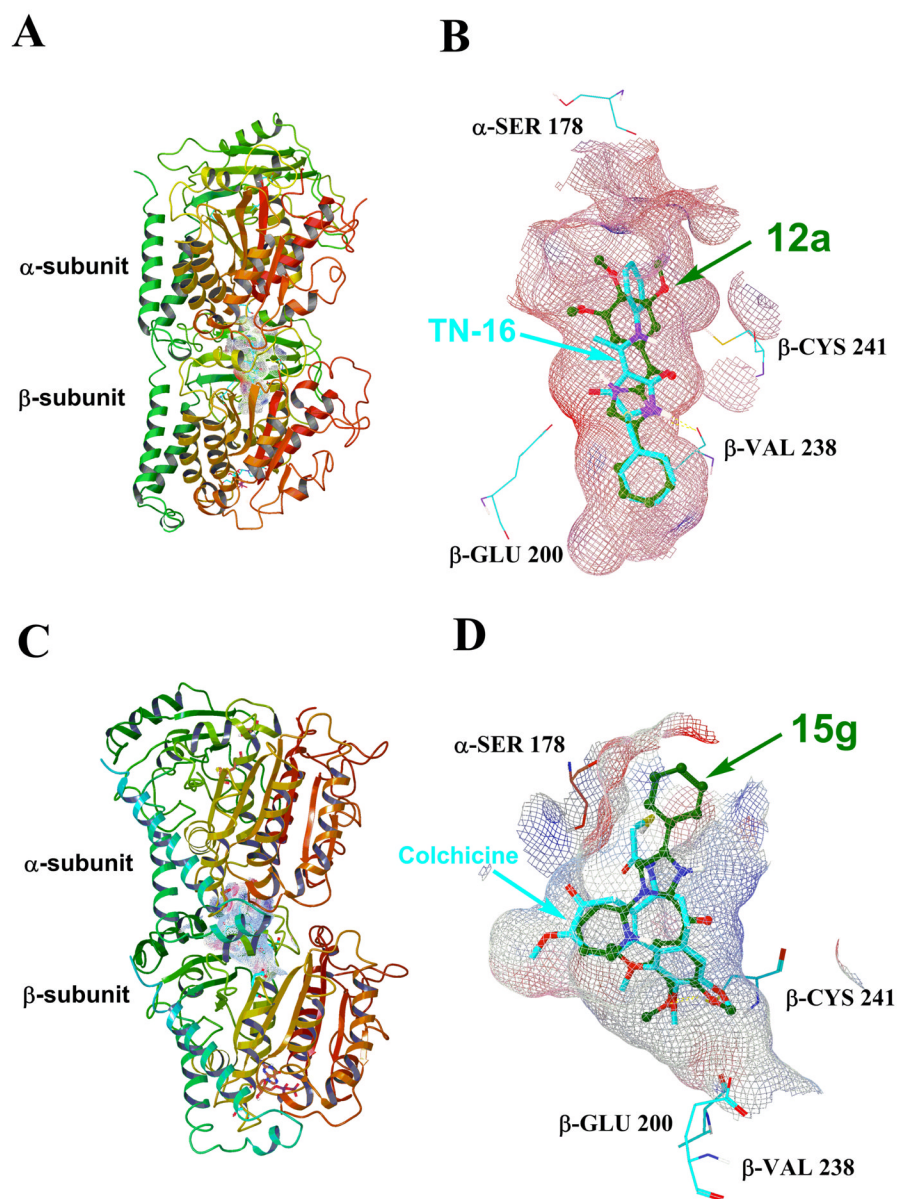 A
α-subunit
β-subunit
B
α-SER 178
12a
TN-16
β-CYS 241
β-VAL 238
β-GLU 200
C
α-subunit
β-subunit
D
15g
α-SER 178
Colchicine
β-CYS 241
β-GLU 200
β-VAL 238